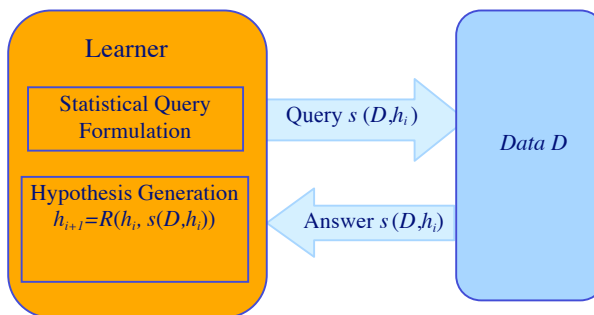 Learner
Statistical Query
Formulation
Query s (D,hᵢ)
Data D
Hypothesis Generation
hᵢ₊₁=R(hᵢ, s(D,hᵢ))
Answer s (D,hᵢ)